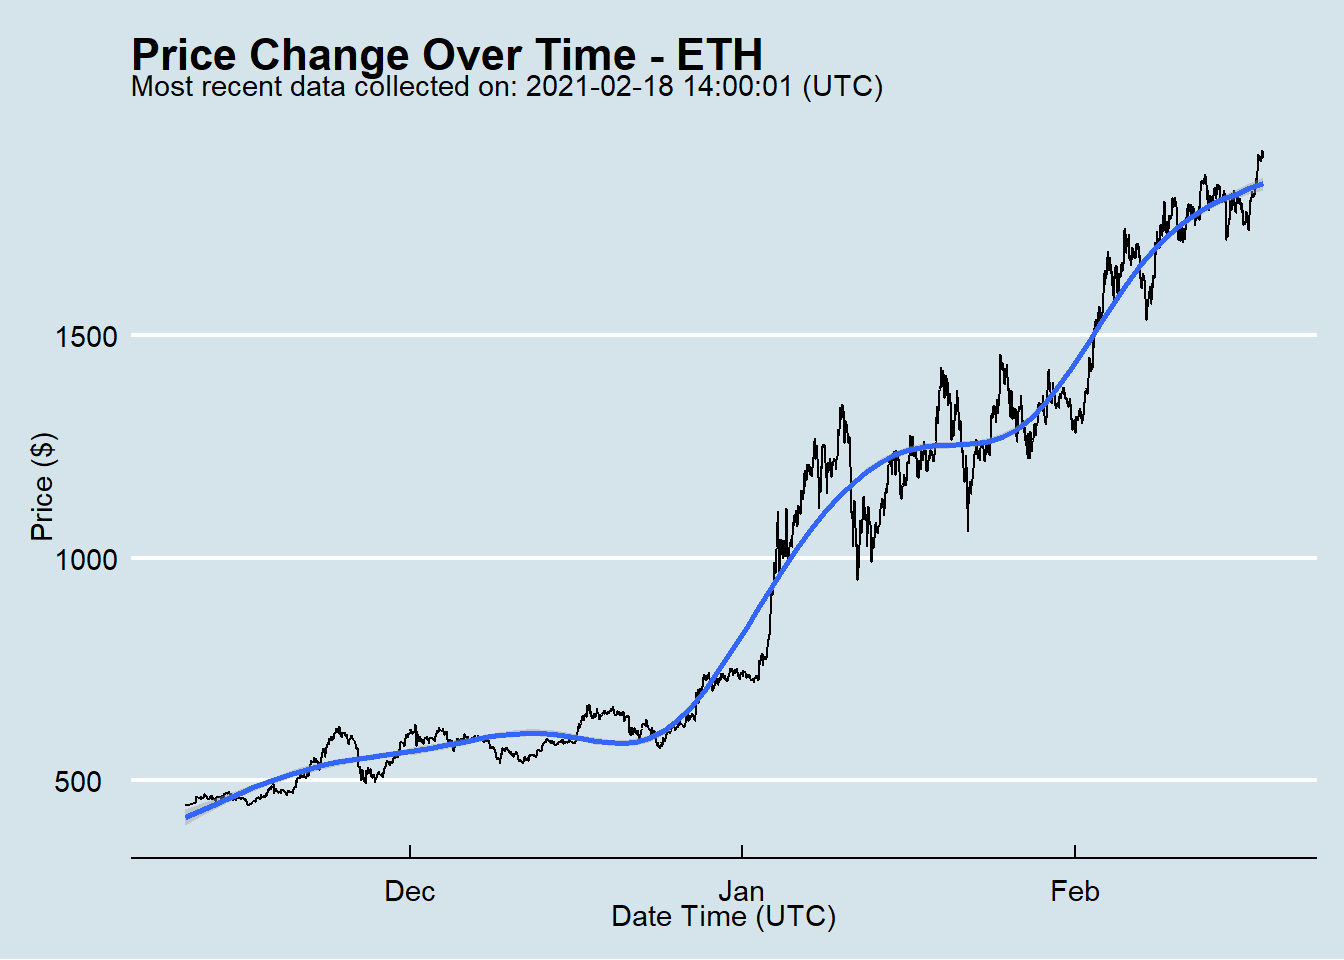 Price Change Over Time - ETH
Most recent data collected on: 2021-02-18 14:00:01 (UTC)
Price ($)
1500
1000
500
Dec Jan Feb
Date Time (UTC)